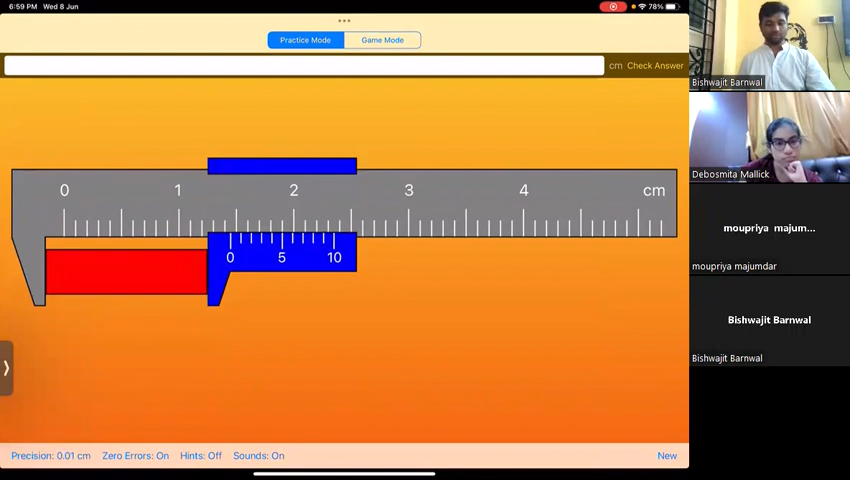 6:59 PM Wed 8 Jun
78%
Practice Mode
Game Mode
cm Check Answer
0 1 2 3 4 cm
0 5 10
Precision: 0.01 cm Zero Errors: On Hints: Off Sounds: On
New
Bishwajit Barnwal
Debosmita Mallick
moupriya majum...
moupriya majumdar
Bishwajit Barnwal
Bishwajit Barnwal